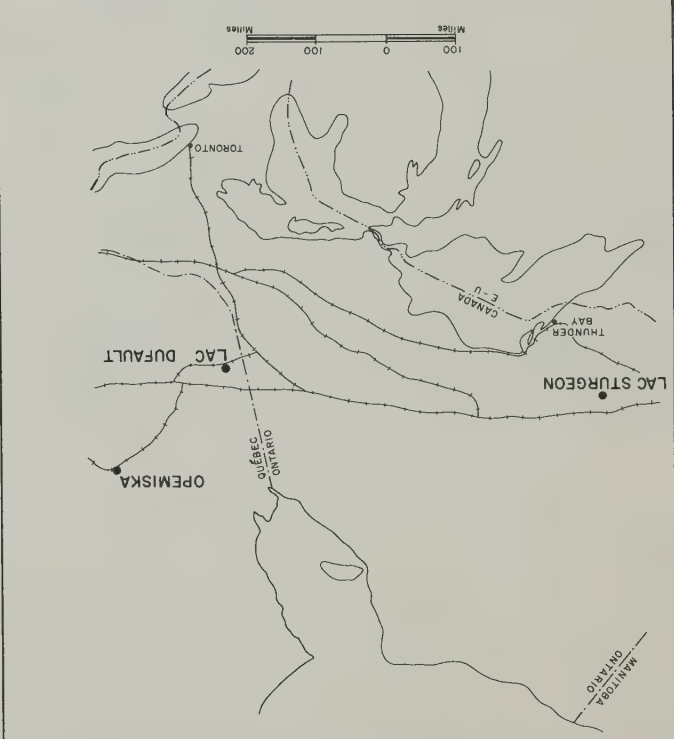 MANITOBA
ONTARIO
OPEMISKA
QUÉBEC
ONTARIO
LAC STURGEON
LAC DUFAULT
THUNDER
BAY
CANADA
E-U
TORONTO
100 0 100 200
Milles Milles